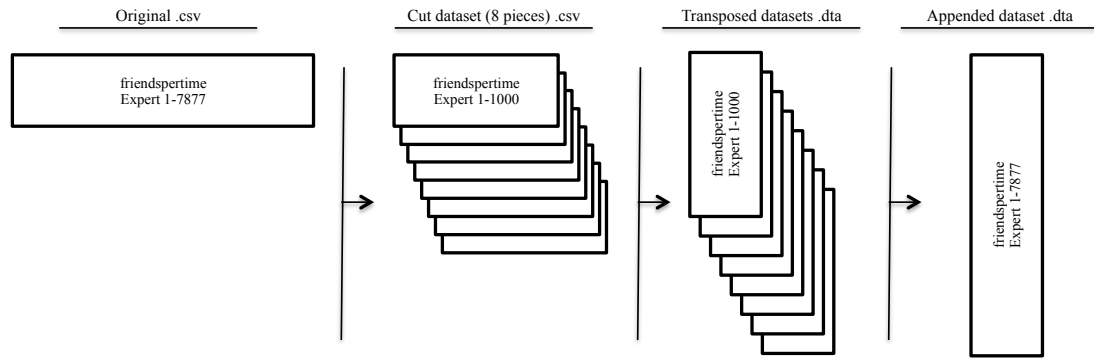 Original .csv
Cut dataset (8 pieces) .csv
Transposed datasets .dta
Appended dataset .dta
friendspertime
Expert 1-7877
friendspertime
Expert 1-1000
friendspertime
Expert 1-1000
friendspertime
Expert 1-7877